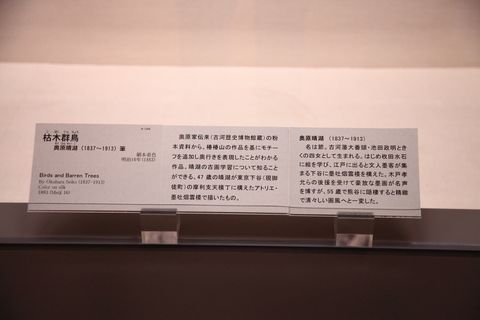 枯木群鳥
奥原晴湖（1837～1913）筆
絹本着色
明治16年(1883)
Birds and Barren Trees
By Okuhara Seiko (1837-1913)
Color on silk
1883 (Meiji 16)
奥原家伝来(古河歴史博物館蔵)の粉
本資料から、椿椿山の作品を基にモチー
フを追加し奥行きを表現したことがわかる
作品。晴湖の古画学習について知ること
ができる。47歳の晴湖が東京下谷(現御
徒町)の摩利支天横丁に構えたアトリエ・
墨吐烟雲楼で描いたもの。
奥原晴湖 (1837～1913)
名は節。古河藩大番頭・池田政明とき
くの四女として生まれる。はじめ枚田水石
に絵を学び、江戸に出ると文人墨客が集
まる下谷に墨吐烟雲楼を構えた。木戸孝
允らの後援を受けて豪放な墨画が名声
を博すが、55歳で熊谷に隠棲すると精緻
で清々しい画風へと一変した。